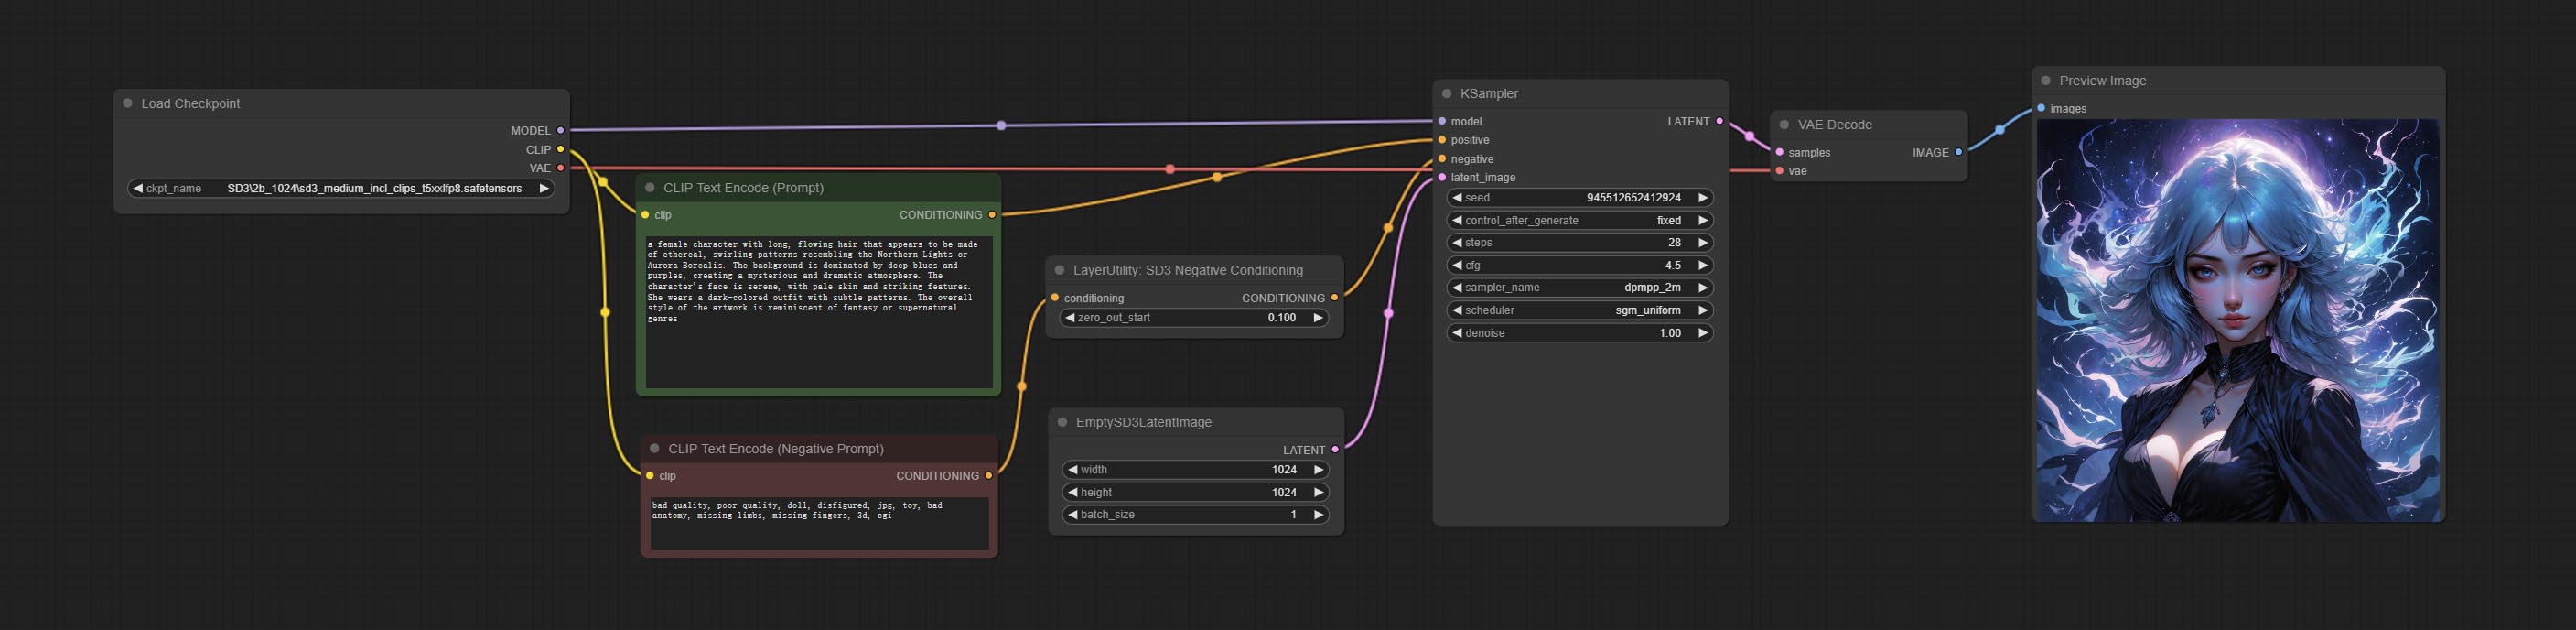 Load Checkpoint
MODEL
CLIP
VAE
ckpt_name SD3\2b_1024\sd3_medium_incl_clips_t5xxlfp8.safetensors
CLIP Text Encode (Prompt)
clip CONDITIONING
a female character with long, flowing hair that appears to be made
of ethereal, swirling patterns resembling the Northern Lights or
Aurora Borealis. The background is dominated by deep blues and
purples, creating a mysterious and dramatic atmosphere. The
character's face is serene, with pale skin and striking features.
She wears a dark-colored outfit with subtle patterns. The overall
style of the artwork is reminiscent of fantasy or supernatural
genres
CLIP Text Encode (Negative Prompt)
clip CONDITIONING
bad quality, poor quality, doll, disfigured, jpg, toy, bad
anatomy, missing limbs, missing fingers, 3d, cgi
LayerUtility: SD3 Negative Conditioning
conditioning CONDITIONING
zero_out_start 0.100
EmptySD3LatentImage
LATENT
width 1024
height 1024
batch_size 1
KSampler
model LATENT
positive
negative
latent_image
seed 945512652412924
control_after_generate fixed
steps 28
cfg 4.5
sampler_name dpmpp_2m
scheduler sgm_uniform
denoise 1.00
VAE Decode
samples IMAGE
vae
Preview Image
images